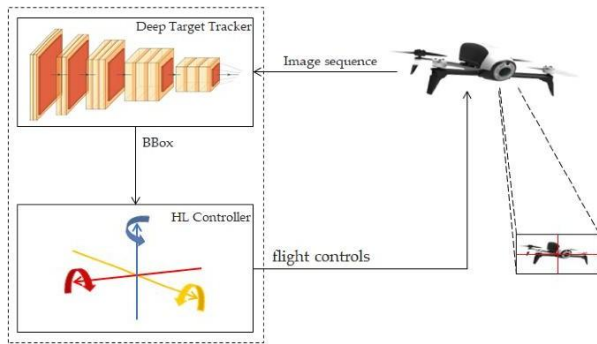 Deep Target Tracker
Image sequence
BBox
HL Controller
flight controls